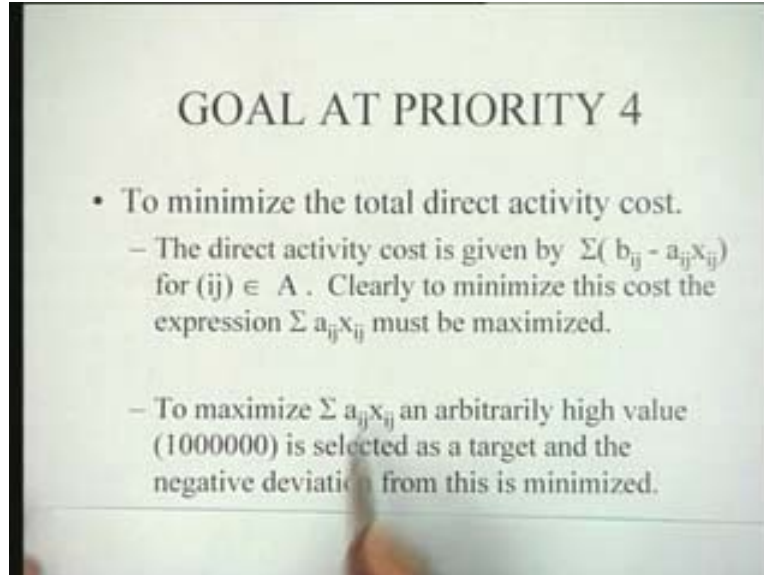 GOAL AT PRIORITY 4
• To minimize the total direct activity cost.
– The direct activity cost is given by Σ( bᵢⱼ - aᵢⱼxᵢⱼ)
for (ij) ∈ A . Clearly to minimize this cost the
expression Σ aᵢⱼxᵢⱼ must be maximized.
– To maximize Σ aᵢⱼxᵢⱼ an arbitrarily high value
(1000000) is selected as a target and the
negative deviation from this is minimized.